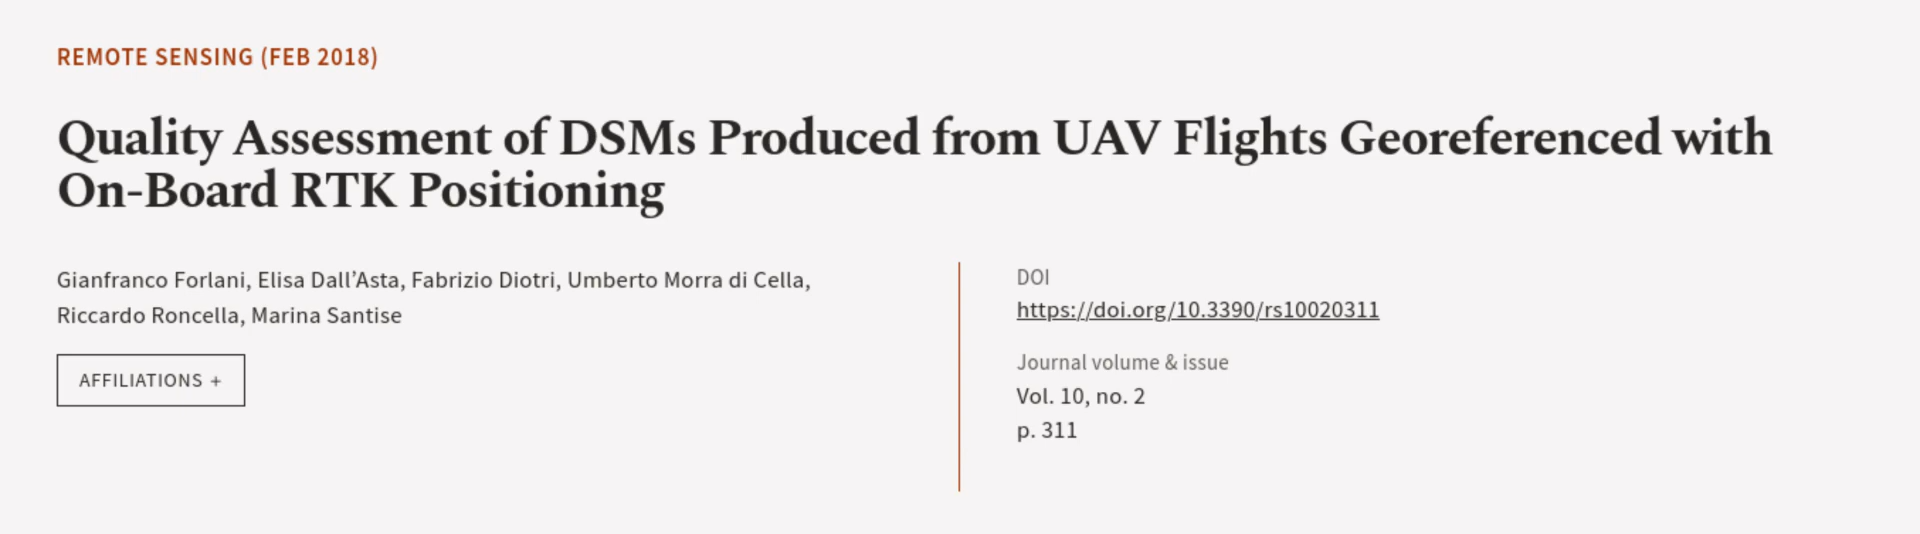 REMOTE SENSING (FEB 2018)
Quality Assessment of DSMs Produced from UAV Flights Georeferenced with
On-Board RTK Positioning
Gianfranco Forlani, Elisa Dall’Asta, Fabrizio Diotri, Umberto Morra di Cella,
Riccardo Roncella, Marina Santise
AFFILIATIONS +
DOI
https://doi.org/10.3390/rs10020311
Journal volume & issue
Vol. 10, no. 2
p. 311